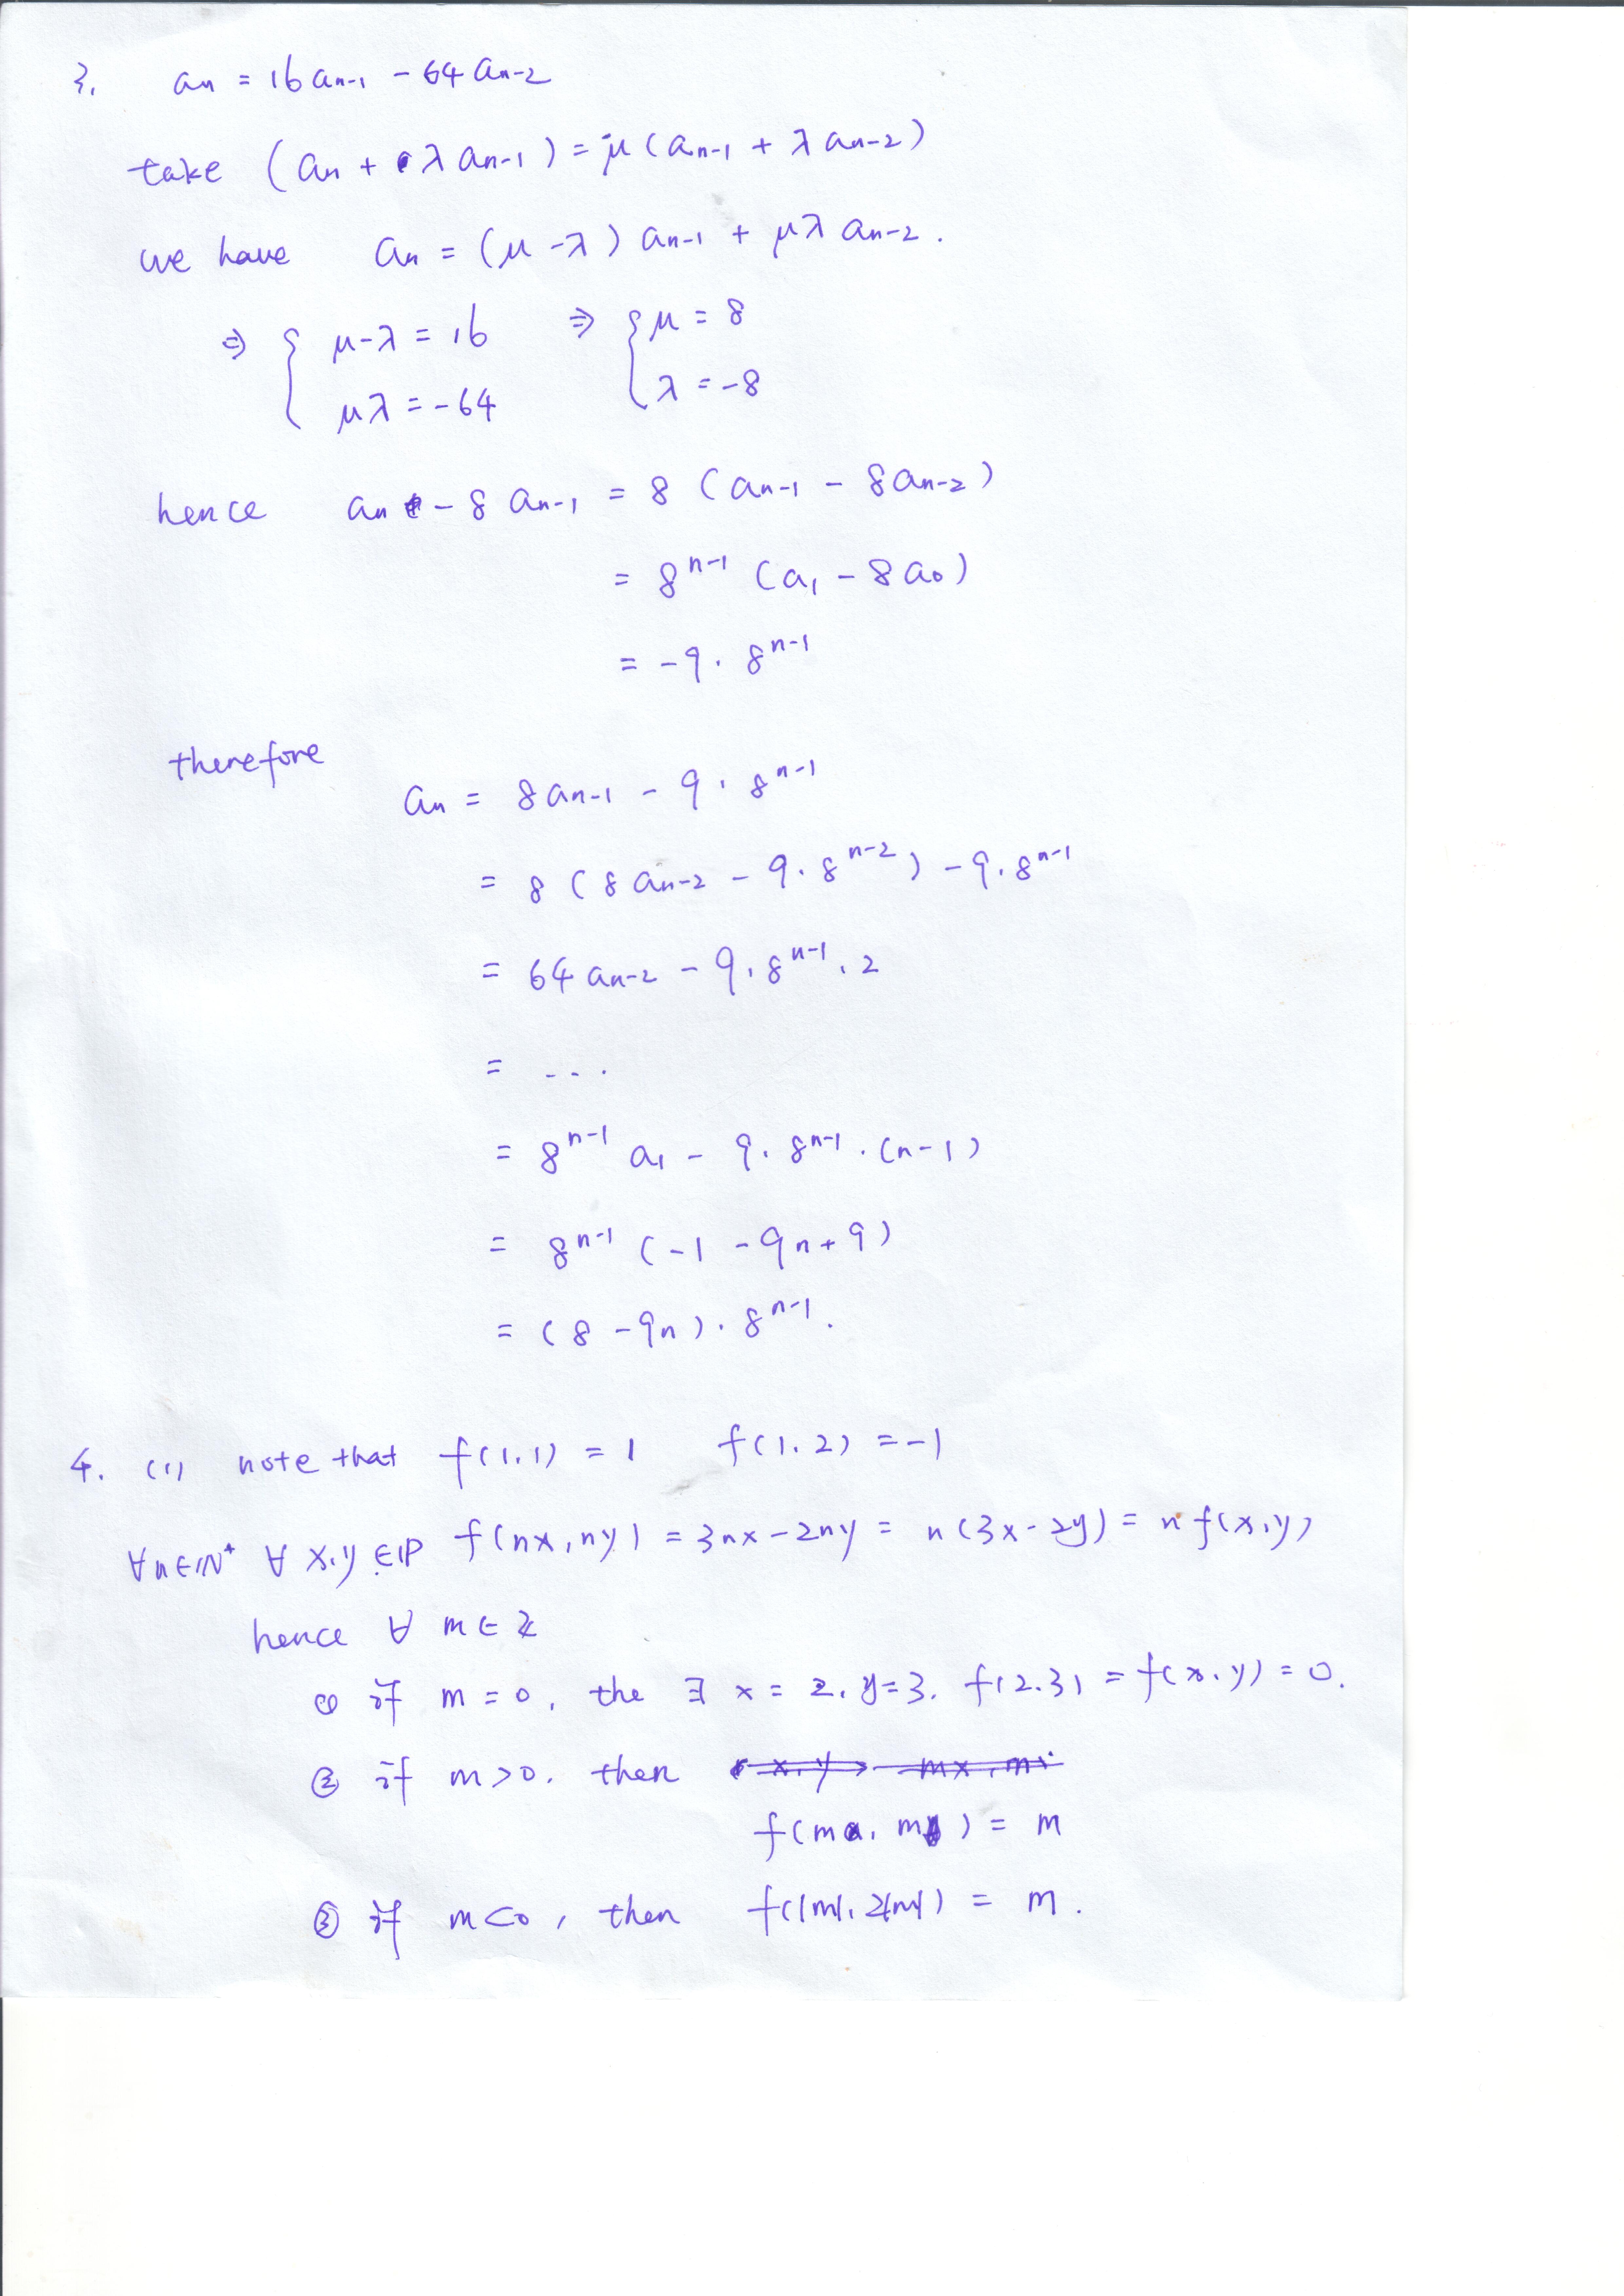 3. aₙ = 16aₙ₋₁ - 64aₙ₋₂
take (aₙ + λaₙ₋₁) = μ(aₙ₋₁ + λaₙ₋₂)
we have aₙ = (μ-λ)aₙ₋₁ + μλaₙ₋₂.
⇒ { μ-λ = 16 ⇒ { μ = 8
μλ = -64 λ = -8
hence aₙ - 8aₙ₋₁ = 8(aₙ₋₁ - 8aₙ₋₂)
= 8ⁿ⁻¹(a₁ - 8a₀)
= -9·8ⁿ⁻¹
therefore
aₙ = 8aₙ₋₁ - 9·8ⁿ⁻¹
= 8(8aₙ₋₂ - 9·8ⁿ⁻²) - 9·8ⁿ⁻¹
= 64aₙ₋₂ - 9·8ⁿ⁻¹·2
= ....
= 8ⁿ⁻¹a₁ - 9·8ⁿ⁻¹·(n-1)
= 8ⁿ⁻¹(-1 - 9n + 9)
= (8 - 9n)·8ⁿ⁻¹.
4. (1) note that f(1,1) = 1 f(1,2) = -1
∀n∈ℕ⁺ ∀x,y∈ℙ f(nx,ny) = 3nx-2ny = n(3x-2y) = n f(x,y)
hence ∀ m∈ℤ
① if m = 0, the ∃ x = 2, y=3, f(2,3) = f(x,y) = 0.
② if m>0, then
f(m, m) = m
③ if m<0, then f(|m|, 2|m|) = m.